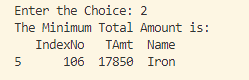 Enter the Choice: 2
The Minimum Total Amount is:
   IndexNo   TAmt  Name
5      106  17850  Iron